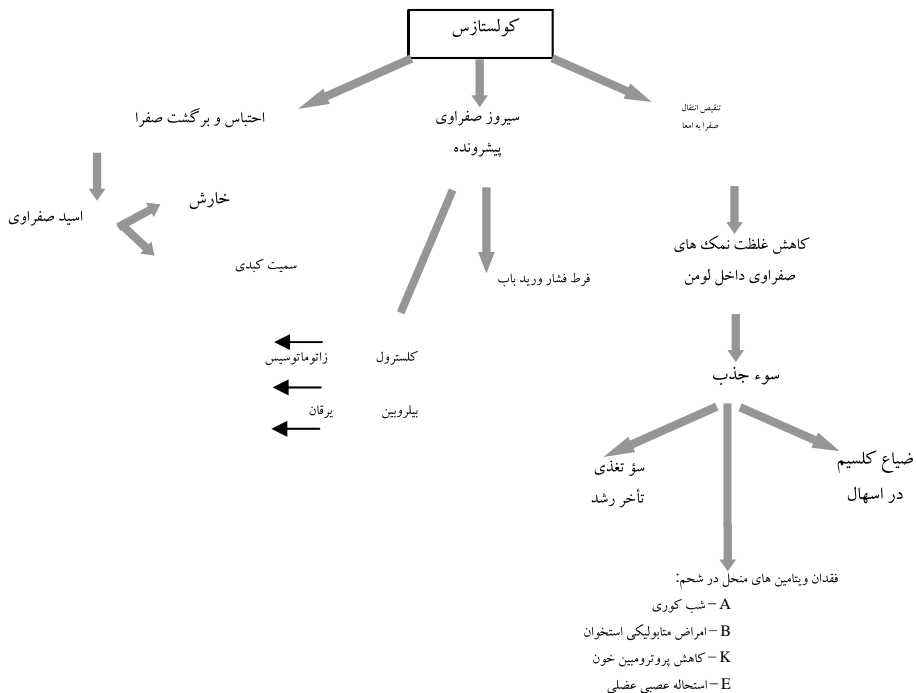 کولستازس
تنقیص انتقال
صفرا به امعا
سیروز صفراوی
پیشرونده
احتباس و برگشت صفرا
خارش
اسید صفراوی
سمیت کبدی
کاهش غلظت نمک های
صفراوی داخل لومن
فرط فشار ورید باب
کلسترول زاتوماتوسیس
بیلروبین یرقان
سوء جذب
ضیاع کلسیم
در اسهال
سؤ تغذی
تأخر رشد
فقدان ویتامین های منحل در شحم:
A – شب کوری
B – امراض متابولیکی استخوان
K – کاهش پروترومبین خون
E – استحاله عصبی عضلی